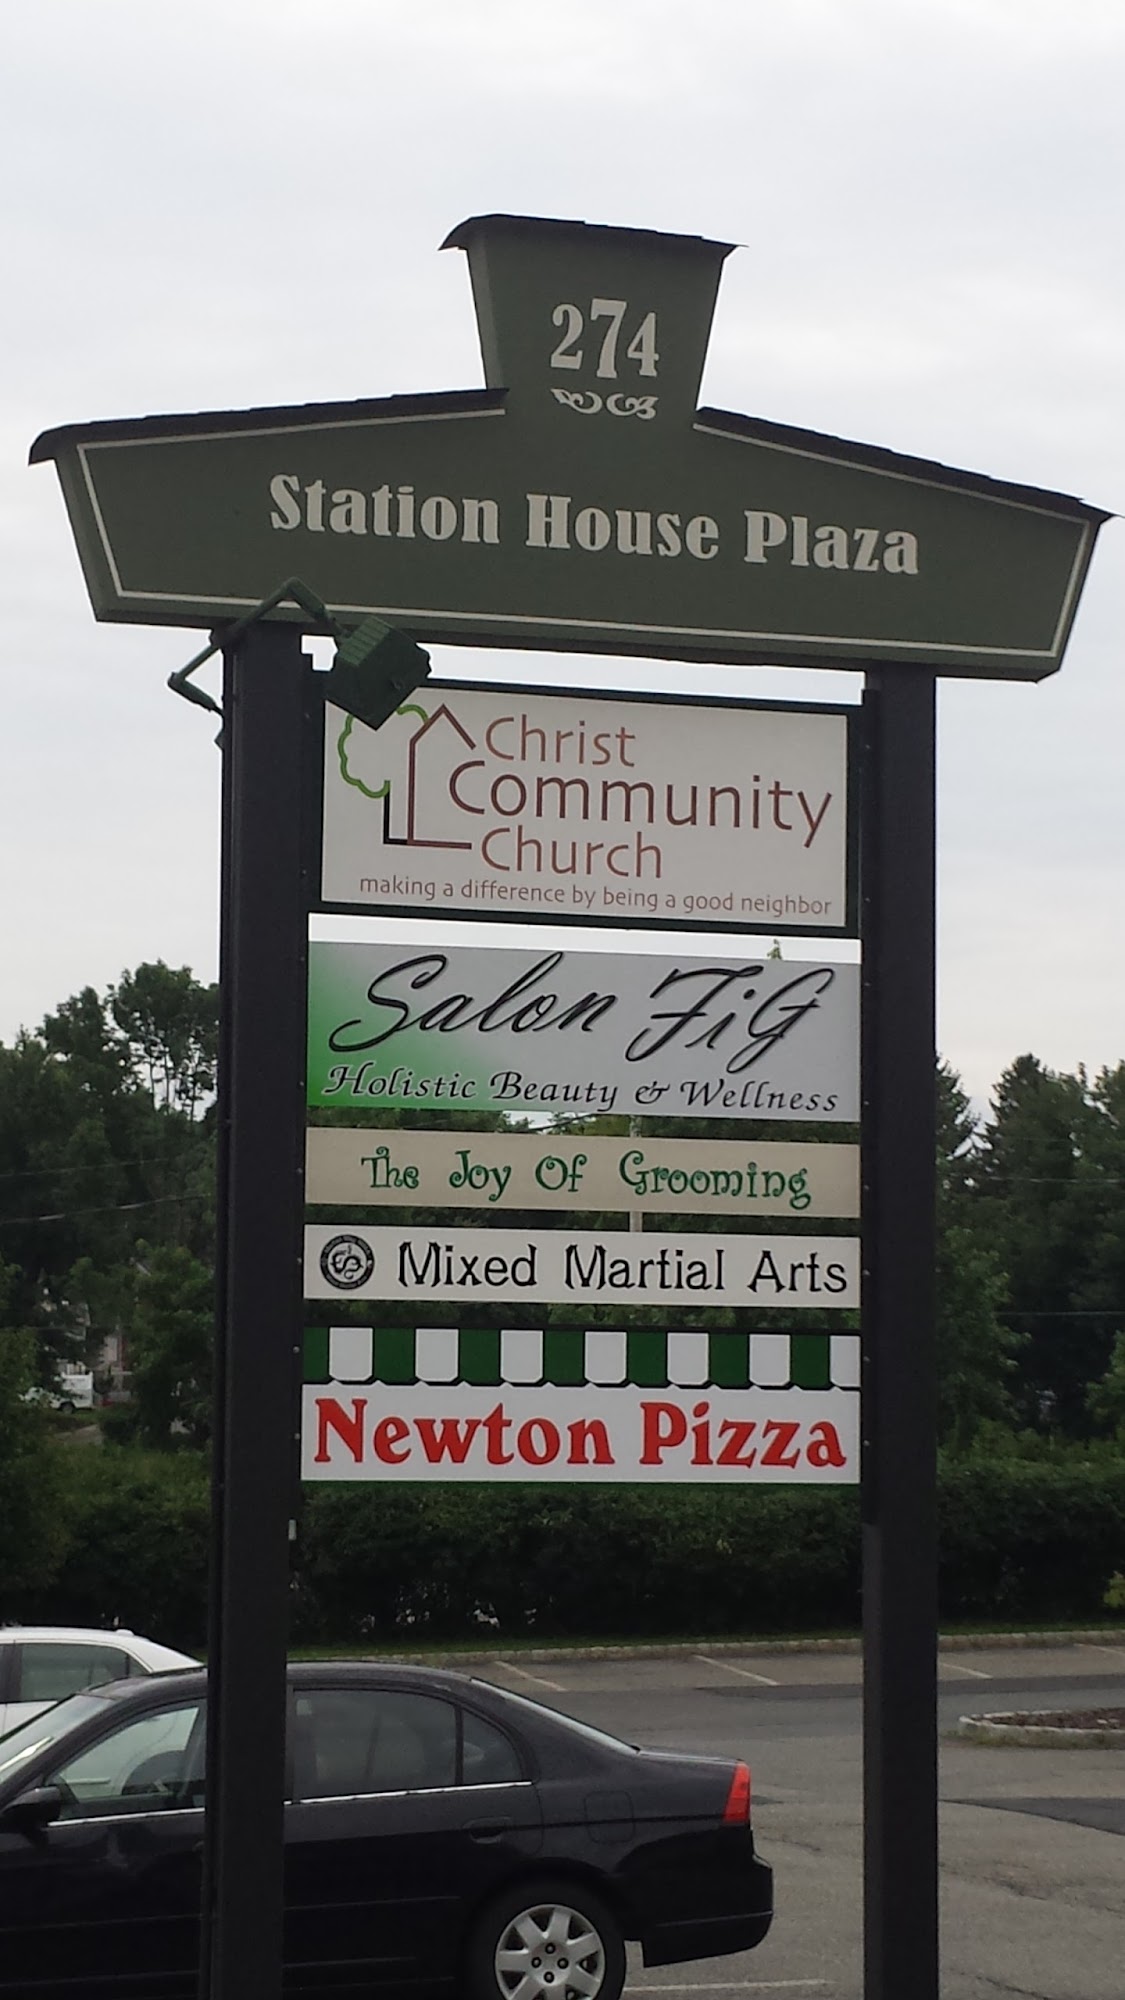 274
Station House Plaza
Christ
Community
Church
making a difference by being a good neighbor
Salon FiG
Holistic Beauty & Wellness
The Joy Of Grooming
Mixed Martial Arts
Newton Pizza